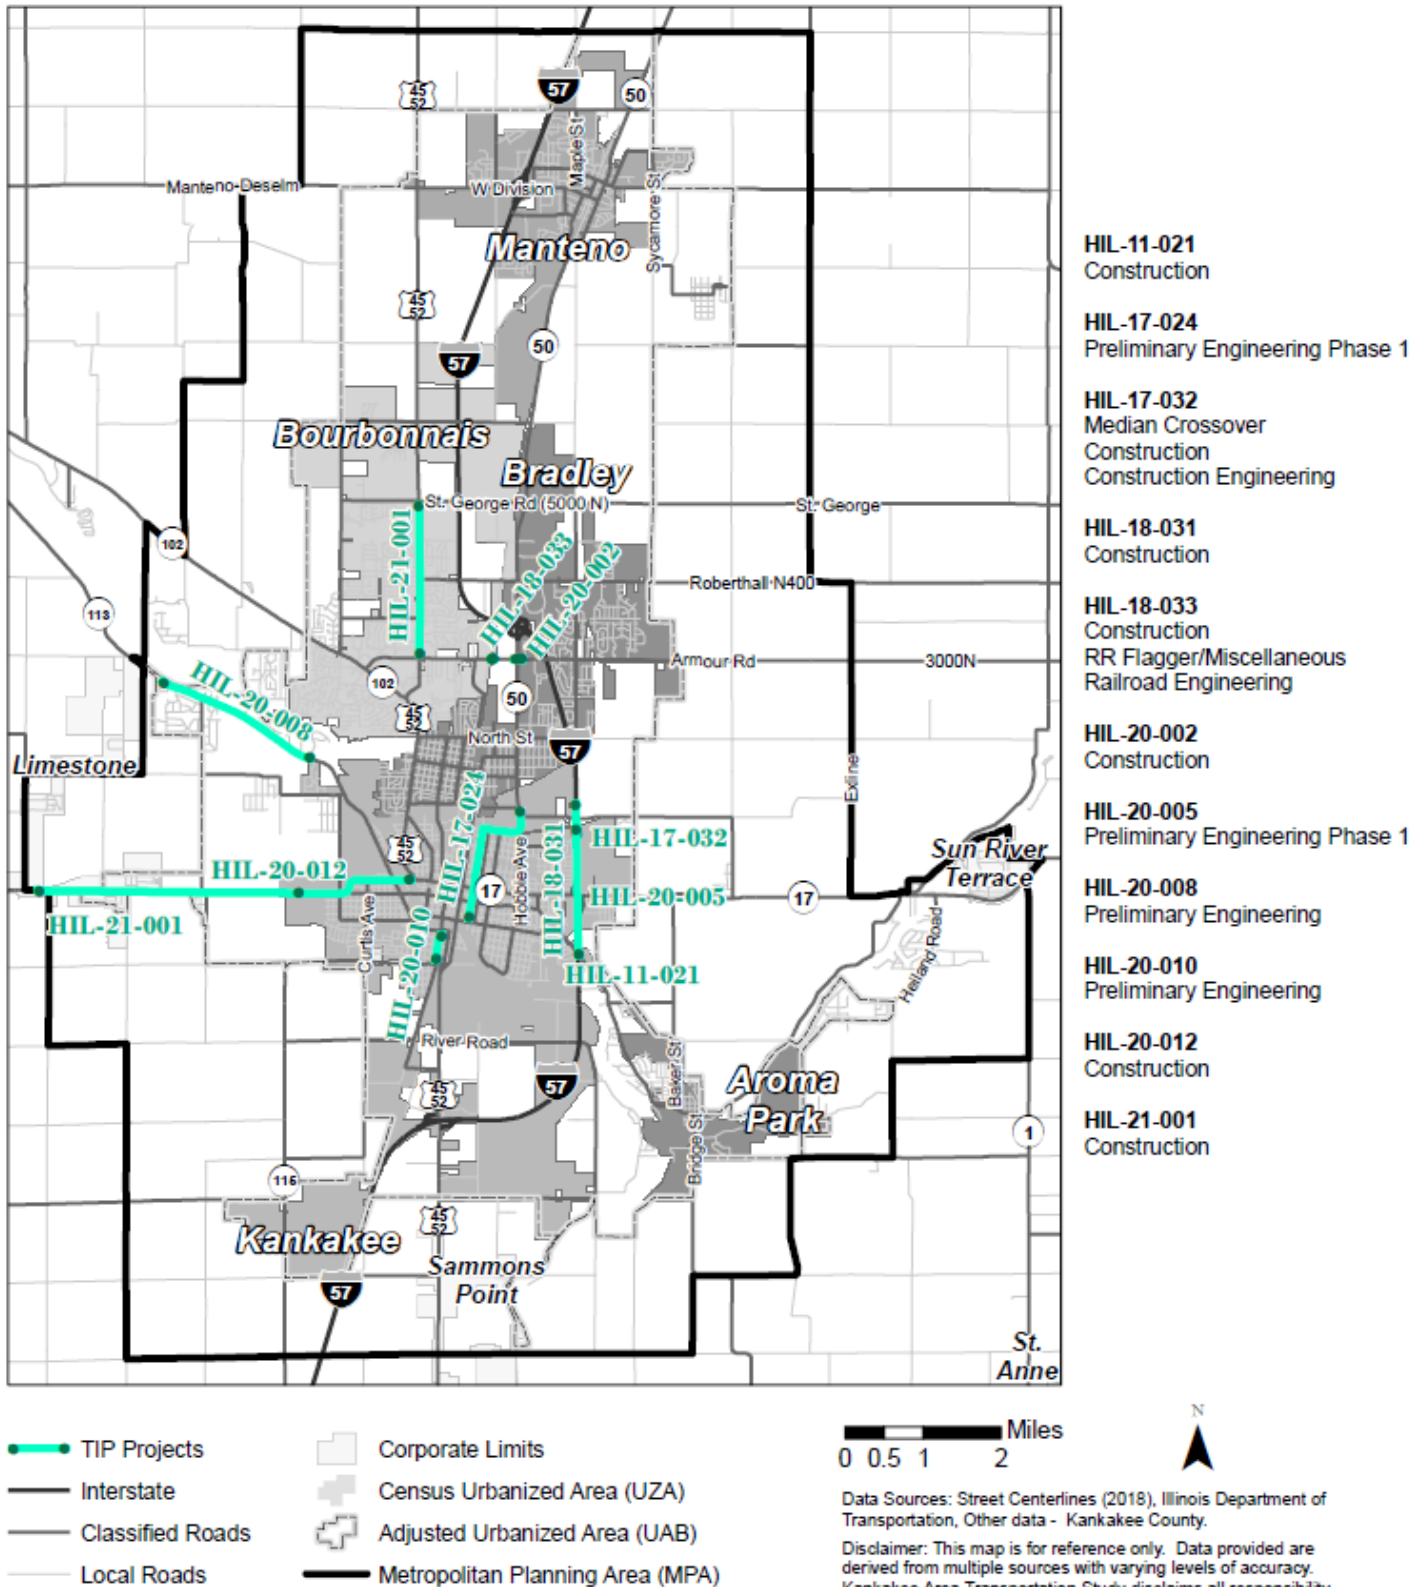 45
52
57
50
Maple St
Manteno-Deselm
W Division
Sycamore St
Manteno
45
52
50
57
Bourbonnais
Bradley
St. George Rd (5000 N)
St. George
HIL-21-001
HIL-18-033
HIL-20-002
102
Roberthall N400
113
Armour Rd
3000N
HIL-20-008
102
50
45
52
North St
57
Limestone
Exline
HIL-17-024
HIL-18-031
HIL-17-032
45
52
Hobbie Ave
Sun River
Terrace
HIL-20-012
17
HIL-20-005
17
HIL-21-001
Curtis Ave
HIL-20-010
HIL-11-021
Heiland Road
River Road
57
45
52
Baker St
Aroma
Park
Bridge St
1
115
45
52
Kankakee
Sammons
Point
57
St.
Anne
HIL-11-021
Construction
HIL-17-024
Preliminary Engineering Phase 1
HIL-17-032
Median Crossover
Construction
Construction Engineering
HIL-18-031
Construction
HIL-18-033
Construction
RR Flagger/Miscellaneous
Railroad Engineering
HIL-20-002
Construction
HIL-20-005
Preliminary Engineering Phase 1
HIL-20-008
Preliminary Engineering
HIL-20-010
Preliminary Engineering
HIL-20-012
Construction
HIL-21-001
Construction
TIP Projects
Interstate
Classified Roads
Local Roads
Corporate Limits
Census Urbanized Area (UZA)
Adjusted Urbanized Area (UAB)
Metropolitan Planning Area (MPA)
Miles
0 0.5 1 2
N
Data Sources: Street Centerlines (2018), Illinois Department of
Transportation, Other data - Kankakee County.
Disclaimer: This map is for reference only. Data provided are
derived from multiple sources with varying levels of accuracy.
Kankakee Area Transportation Study disclaims all responsibility